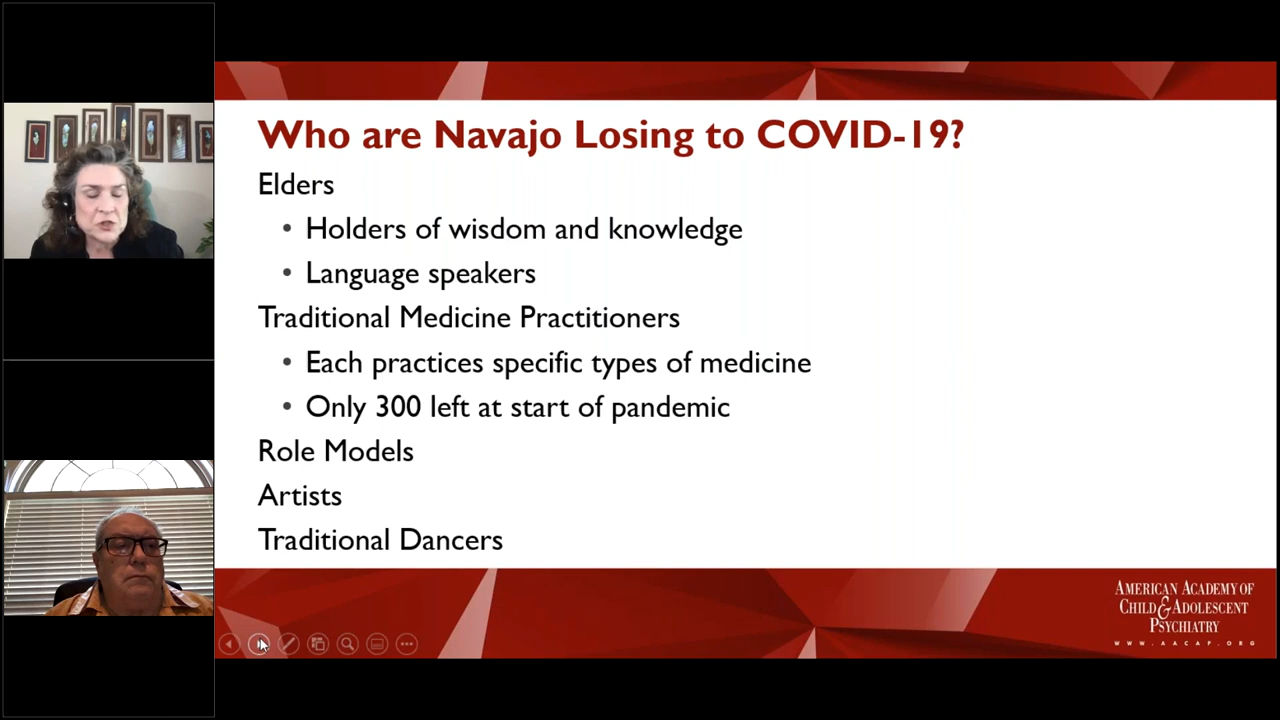 Who are Navajo Losing to COVID-19?
Elders
• Holders of wisdom and knowledge
• Language speakers
Traditional Medicine Practitioners
• Each practices specific types of medicine
• Only 300 left at start of pandemic
Role Models
Artists
Traditional Dancers
AMERICAN ACADEMY OF
CHILD & ADOLESCENT
PSYCHIATRY
WWW.AACAP.ORG